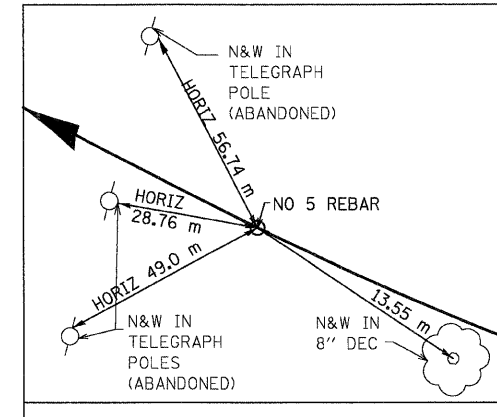 N&W IN
TELEGRAPH
POLE
(ABANDONED)
HORIZ 56.74 m
HORIZ
28.76 m
NO 5 REBAR
HORIZ 49.0 m
13.55 m
N&W IN
TELEGRAPH
POLES
(ABANDONED)
N&W IN
8'' DEC